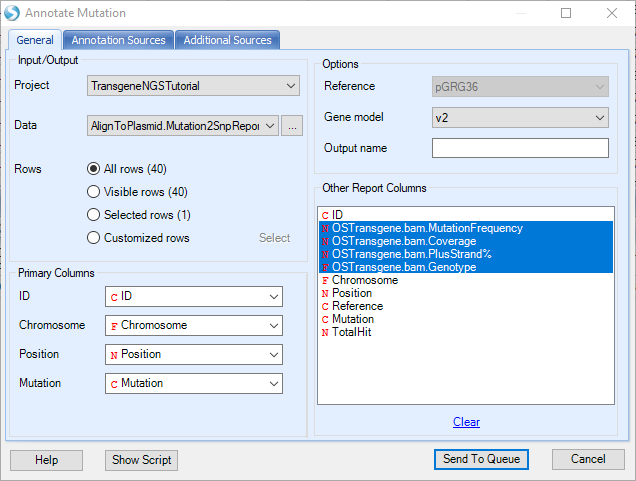 Annotate Mutation
General
Annotation Sources
Additional Sources
Input/Output
Project
TransgeneNGSTutorial
Data
AlignToPlasmid.Mutation2SnpRepor
...
Rows
All rows (40)
Visible rows (40)
Selected rows (1)
Customized rows
Select
Primary Columns
ID
C ID
Chromosome
F Chromosome
Position
N Position
Mutation
C Mutation
Options
Reference
pGRG36
Gene model
v2
Output name
Other Report Columns
C ID
N OSTransgene.bam.MutationFrequency
N OSTransgene.bam.Coverage
N OSTransgene.bam.PlusStrand%
F OSTransgene.bam.Genotype
F Chromosome
N Position
C Reference
C Mutation
N TotalHit
Clear
Help
Show Script
Send To Queue
Cancel